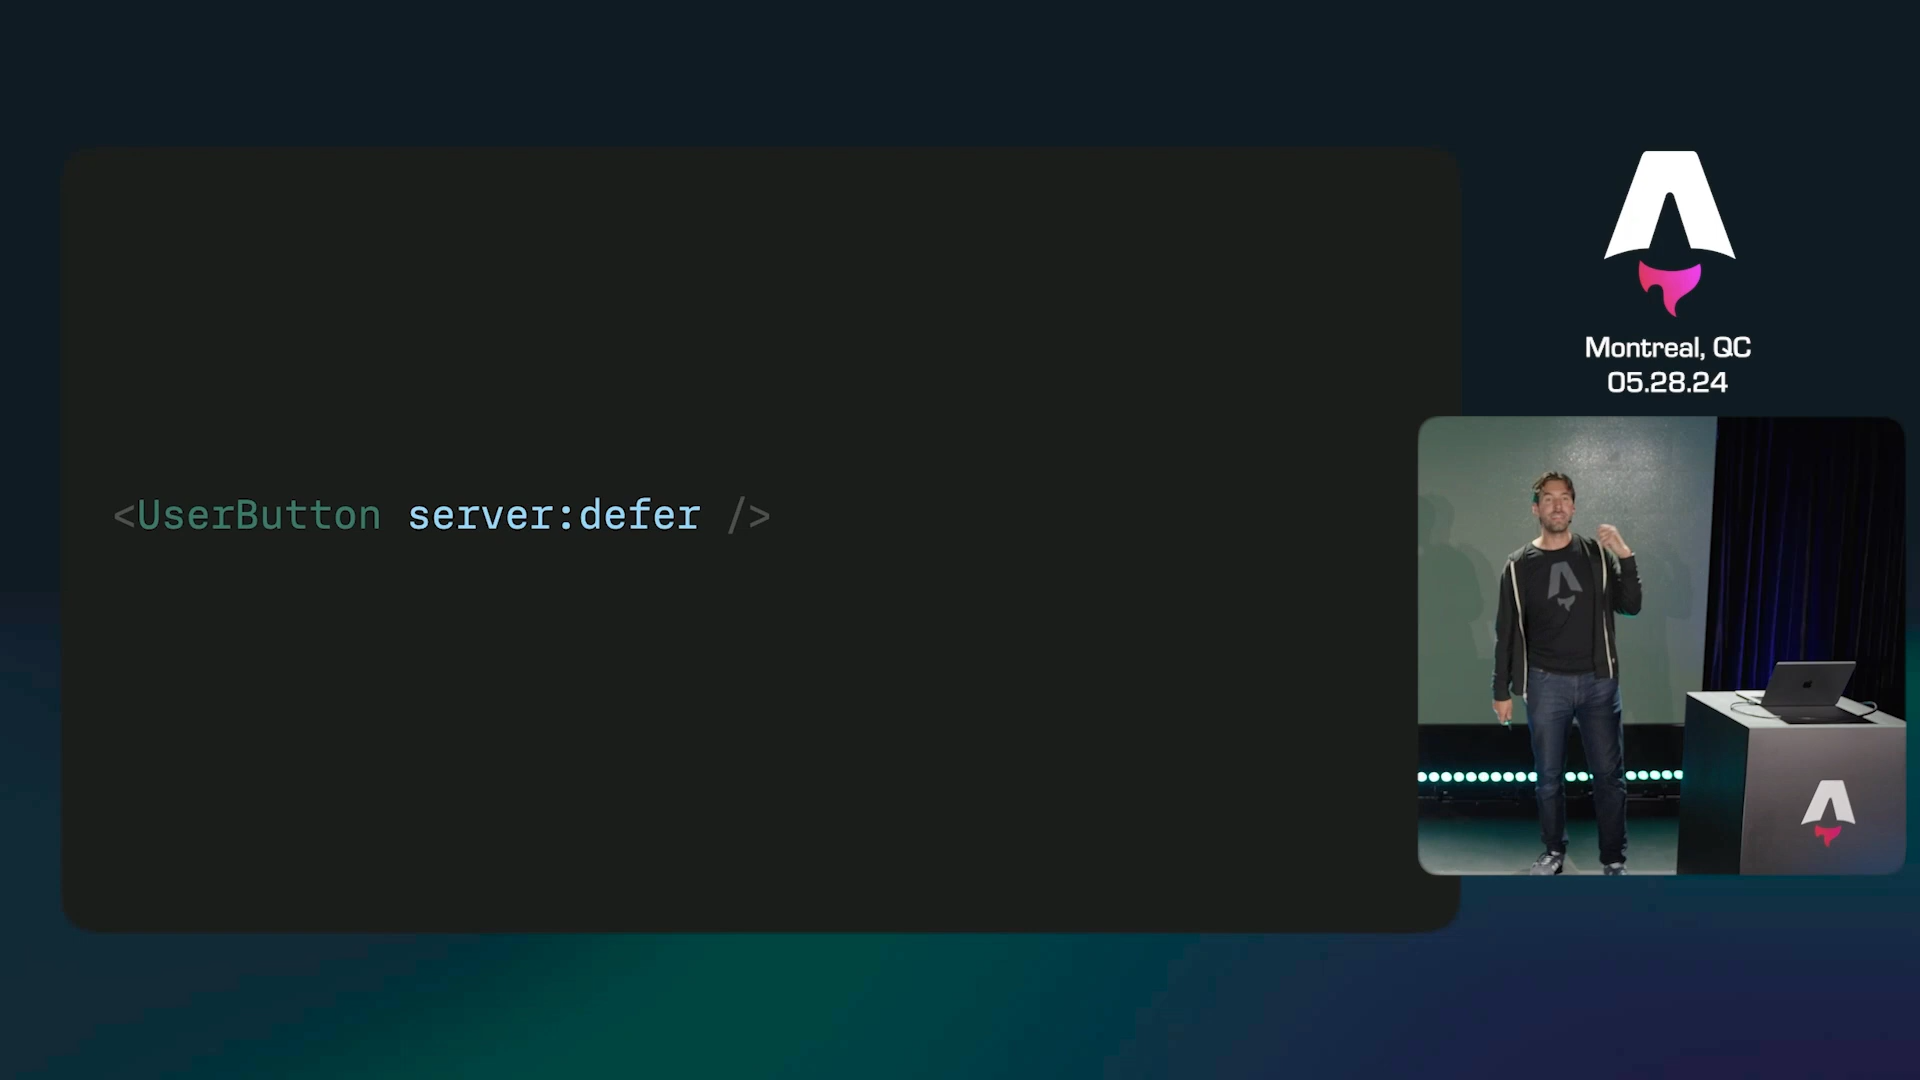 <UserButton server:defer />
Montreal, QC
05.28.24